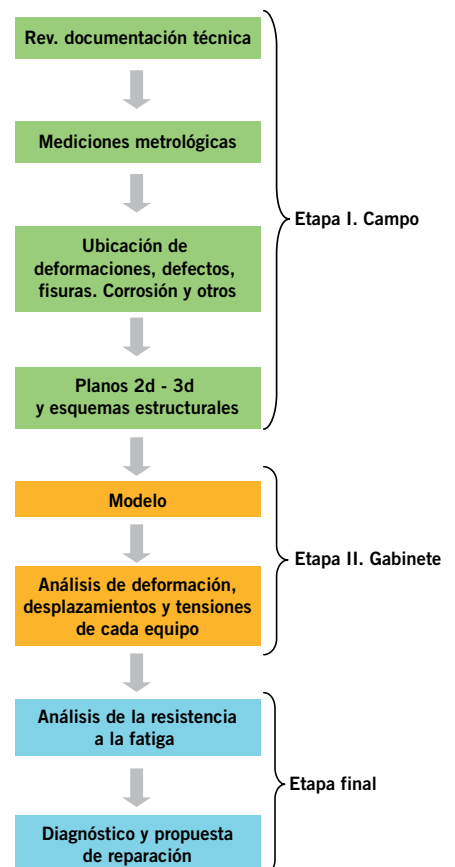 Rev. documentación técnica
Mediciones metrológicas
Ubicación de
deformaciones, defectos,
fisuras. Corrosión y otros
Planos 2d - 3d
y esquemas estructurales
Etapa I. Campo
Modelo
Análisis de deformación,
desplazamientos y tensiones
de cada equipo
Etapa II. Gabinete
Análisis de la resistencia
a la fatiga
Diagnóstico y propuesta
de reparación
Etapa final